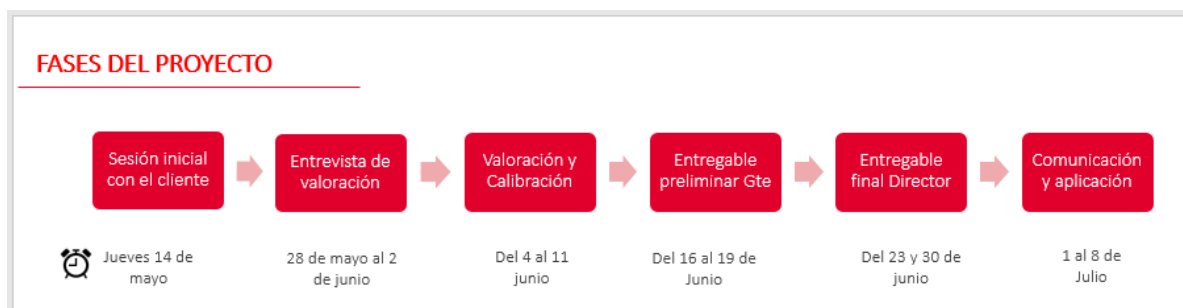 FASES DEL PROYECTO
Sesión inicial
con el cliente
Entrevista de
valoración
Valoración y
Calibración
Entregable
preliminar Gte
Entregable
final Director
Comunicación
y aplicación
Jueves 14 de
mayo
28 de mayo al 2
de junio
Del 4 al 11
junio
Del 16 al 19 de
Junio
Del 23 y 30 de
junio
1 al 8 de
Julio